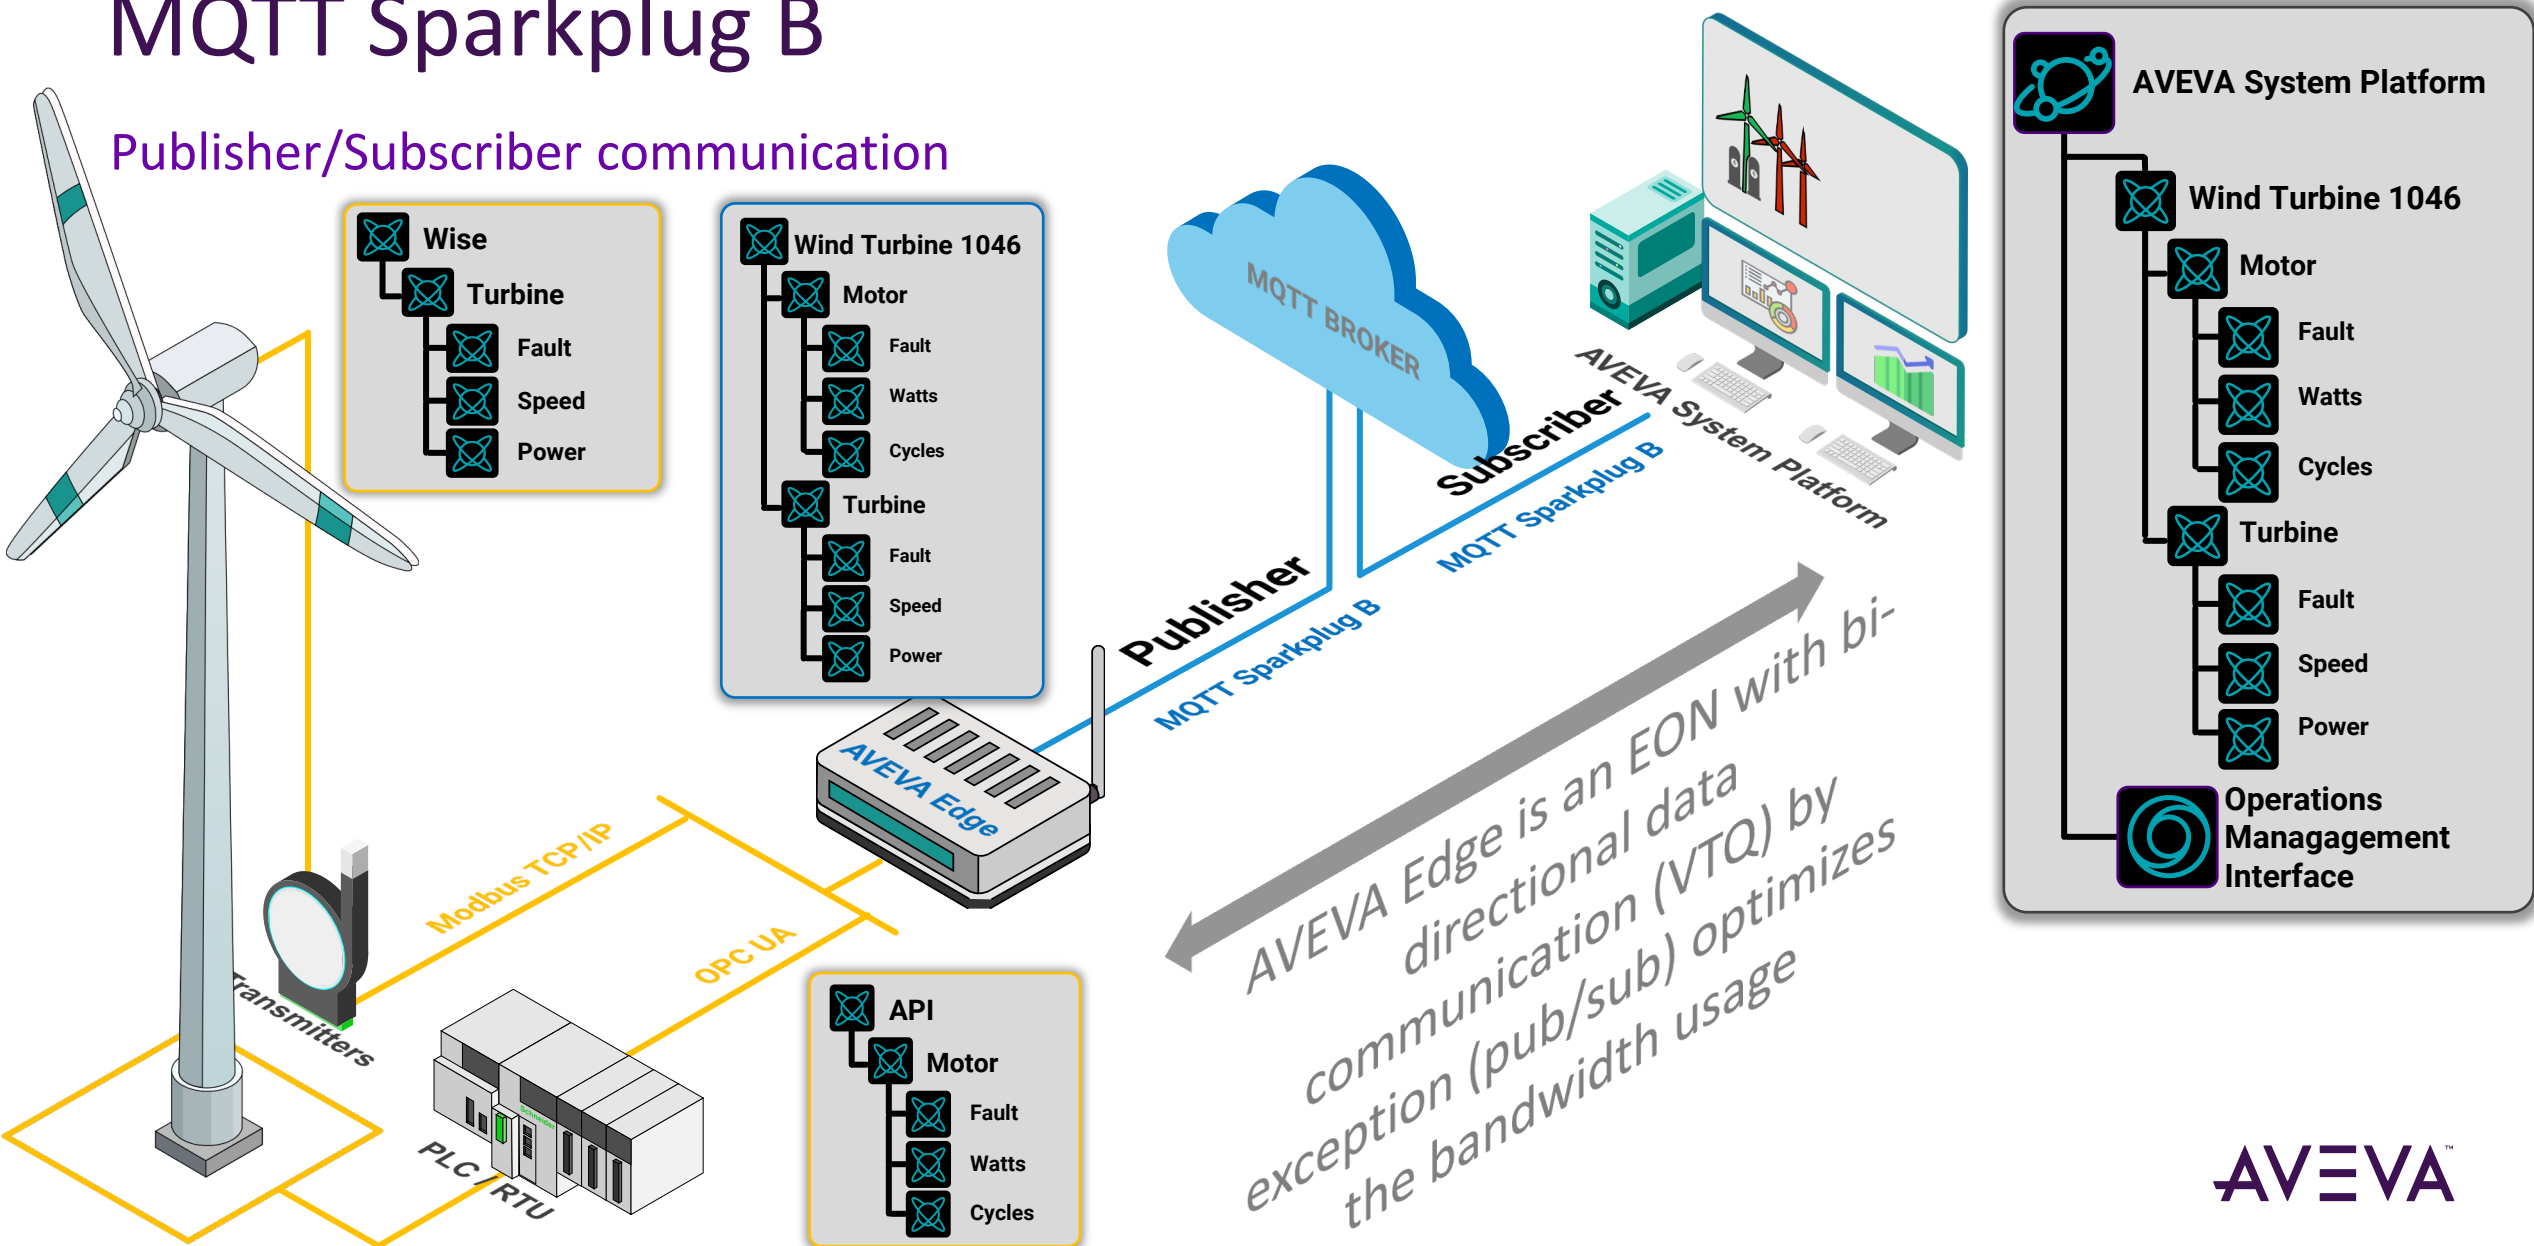 MQTT Sparkplug B
Publisher/Subscriber communication
Wise
Turbine
Fault
Speed
Power
Wind Turbine 1046
Motor
Fault
Watts
Cycles
Turbine
Fault
Speed
Power
MQTT BROKER
AVEVA System Platform
Subscriber
MQTT Sparkplug B
Publisher
MQTT Sparkplug B
AVEVA Edge
Modbus TCP/IP
OPC UA
Transmitters
PLC / RTU
Schneider
API
Motor
Fault
Watts
Cycles
AVEVA Edge is an EON with bi-
directional data
communication (VTQ) by
exception (pub/sub) optimizes
the bandwidth usage
AVEVA System Platform
Wind Turbine 1046
Motor
Fault
Watts
Cycles
Turbine
Fault
Speed
Power
Operations
Managagement
Interface
AVEVA™